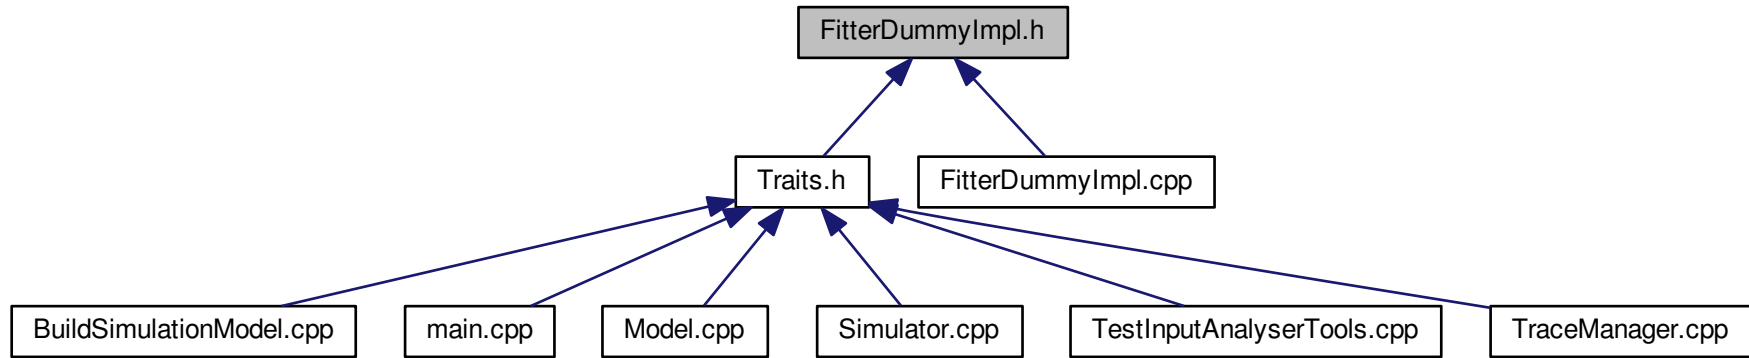 FitterDummyImpl.h
Traits.h
FitterDummyImpl.cpp
BuildSimulationModel.cpp
main.cpp
Model.cpp
Simulator.cpp
TestInputAnalyserTools.cpp
TraceManager.cpp